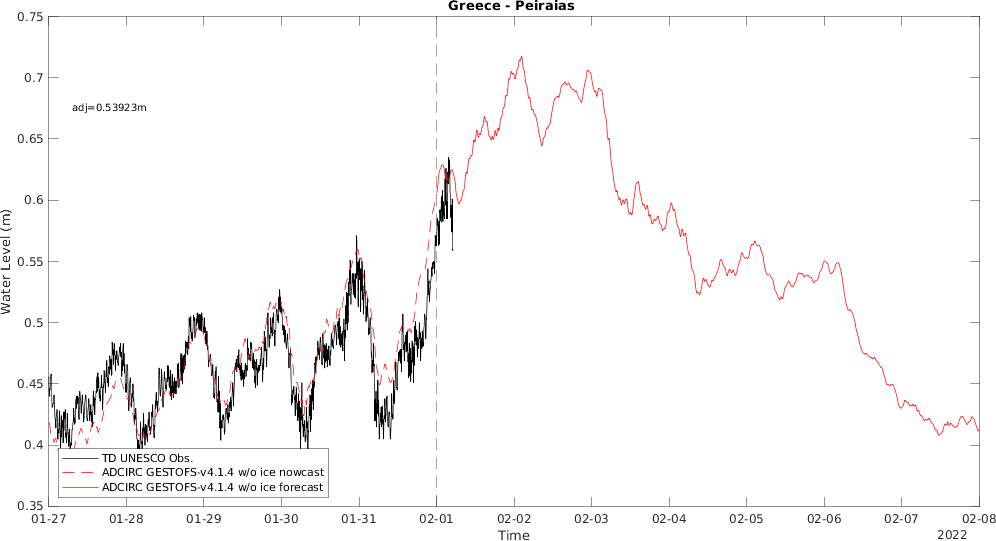 Greece - Peiraias
0.75
0.7
0.65
0.6
0.55
0.5
0.45
0.4
0.35
Water Level (m)
adj=0.53923m
TD UNESCO Obs.
ADCIRC GESTOFS-v4.1.4 w/o ice nowcast
ADCIRC GESTOFS-v4.1.4 w/o ice forecast
01-27 01-28 01-29 01-30 01-31 02-01 02-02 02-03 02-04 02-05 02-06 02-07 02-08
Time
2022